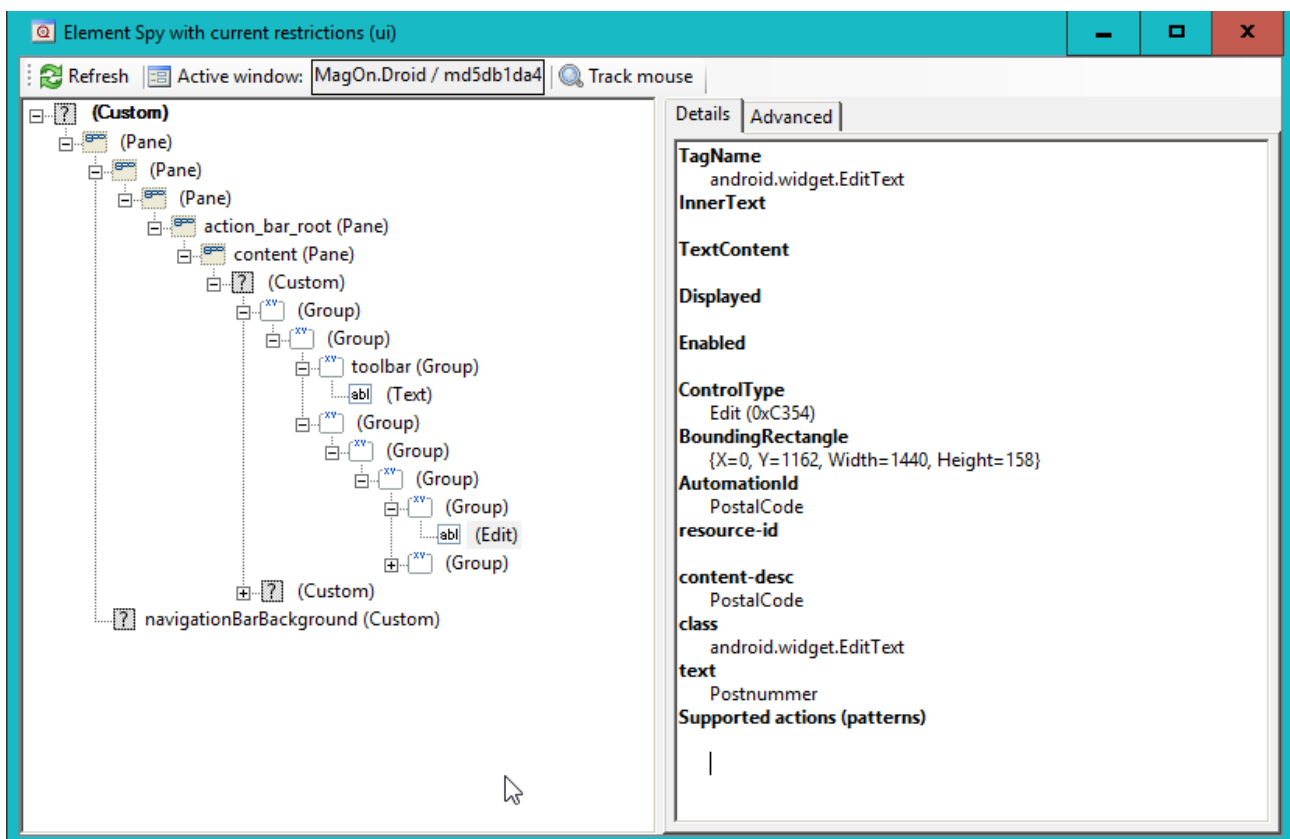 Element Spy with current restrictions (ui)
Refresh Active window: MagOn.Droid / md5db1da4 Track mouse
(Custom)
(Pane)
(Pane)
(Pane)
action_bar_root (Pane)
content (Pane)
(Custom)
(Group)
(Group)
toolbar (Group)
abl (Text)
(Group)
(Group)
(Group)
(Group)
abl (Edit)
(Group)
(Custom)
navigationBarBackground (Custom)
Details Advanced
TagName
android.widget.EditText
InnerText
TextContent
Displayed
Enabled
ControlType
Edit (0xC354)
BoundingRectangle
{X=0, Y=1162, Width=1440, Height=158}
AutomationId
PostalCode
resource-id
content-desc
PostalCode
class
android.widget.EditText
text
Postnummer
Supported actions (patterns)